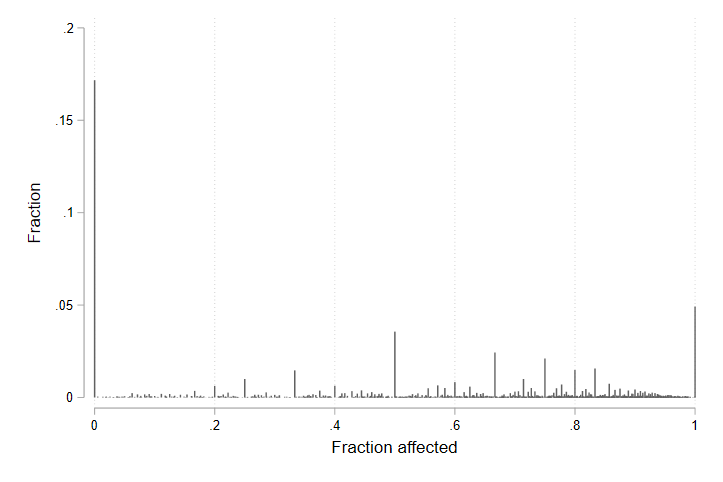 .2
.15
.1
.05
0
Fraction
0 .2 .4 .6 .8 1
Fraction affected